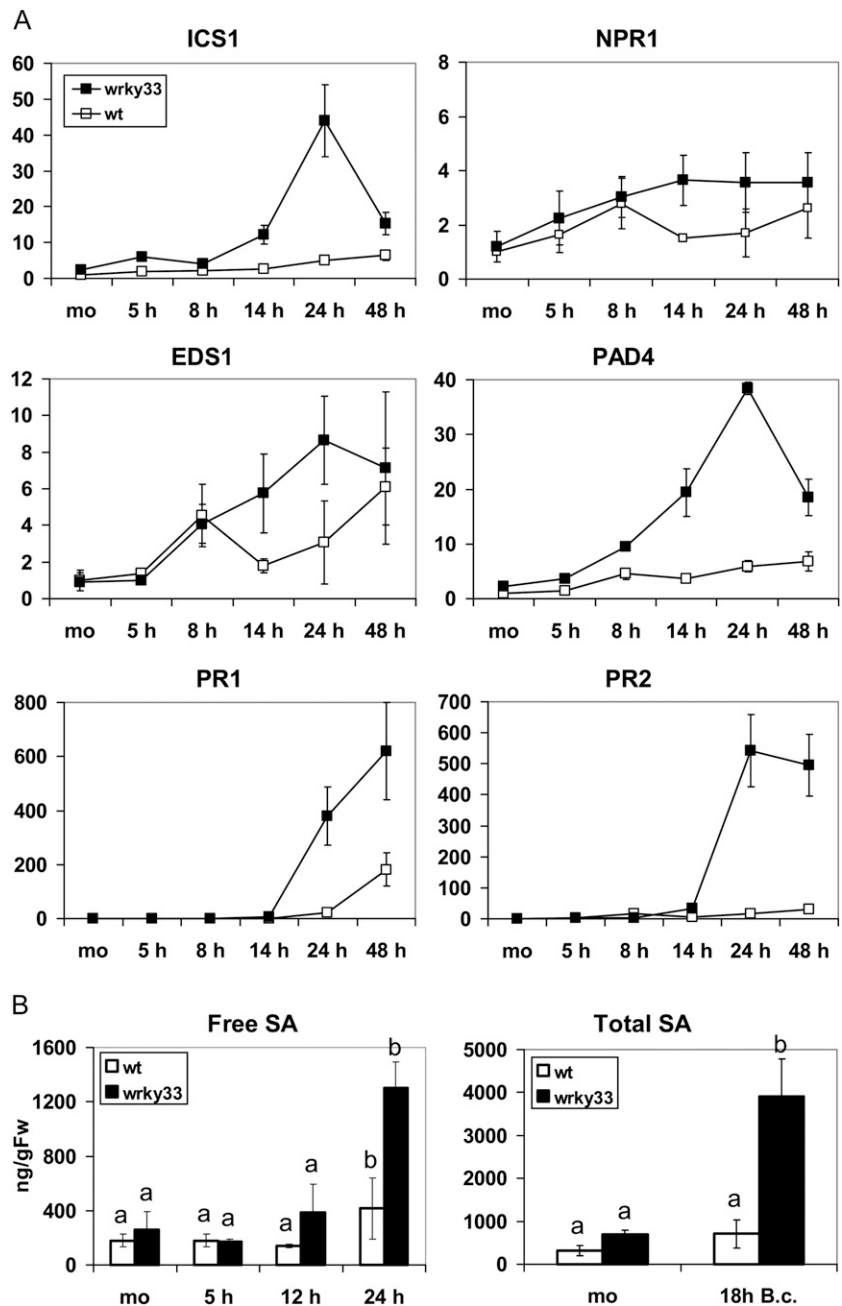 A
ICS1
60
50
40
30
20
10
0
wrky33
wt
mo 5 h 8 h 14 h 24 h 48 h
NPR1
8
6
4
2
0
mo 5 h 8 h 14 h 24 h 48 h
EDS1
12
10
8
6
4
2
0
mo 5 h 8 h 14 h 24 h 48 h
PAD4
40
30
20
10
0
mo 5 h 8 h 14 h 24 h 48 h
PR1
800
600
400
200
0
mo 5 h 8 h 14 h 24 h 48 h
PR2
700
600
500
400
300
200
100
0
mo 5 h 8 h 14 h 24 h 48 h
B
Free SA
ng/gFw
1600
1200
800
400
0
wt
wrky33
a a a a a a b b
mo 5 h 12 h 24 h
Total SA
5000
4000
3000
2000
1000
0
wt
wrky33
a a a b
mo 18h B.c.